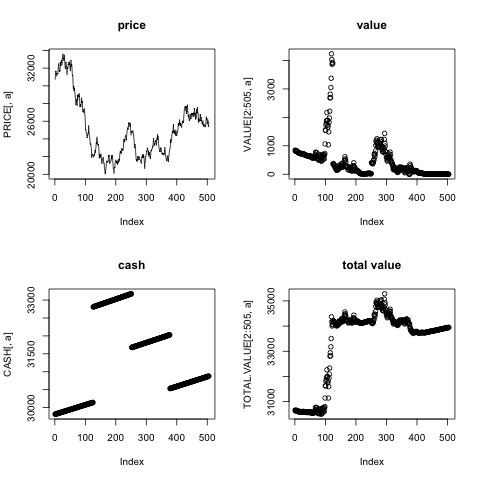 price
PRICE[, a]
20000 26000 32000
0 100 200 300 400 500
Index
value
VALUE[2:505, a]
0 1000 3000
0 100 200 300 400 500
Index
cash
CASH[, a]
30000 31500 33000
0 100 200 300 400 500
Index
total value
TOTAL.VALUE[2:505, a]
31000 33000 35000
0 100 200 300 400 500
Index